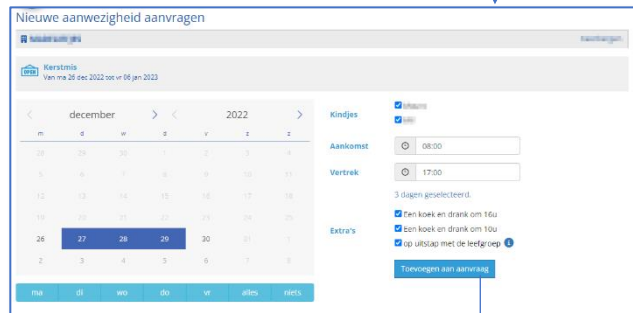 Nieuwe aanwezigheid aanvragen
OPEN
Kerstmis
Van ma 26 dec 2022 tot vr 06 jan 2023
december 2022
m d w d v z z
28 29 30 1 2 3 4
5 6 7 8 9 10 11
12 13 14 15 16 17 18
19 20 21 22 23 24 25
26 27 28 29 30 31 1
2 3 4 5 6 7 8
ma di wo do vr alles niets
Kindjes
Aankomst 08:00
Vertrek 17:00
3 dagen geselecteerd.
Extra's
Een koek en drank om 16u
Een koek en drank om 10u
op uitstap met de leefgroep i
Toevoegen aan aanvraag